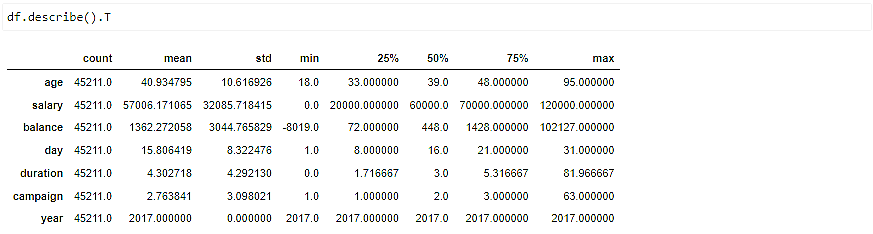 df.describe().T
count mean std min 25% 50% 75% max
age 45211.0 40.934795 10.616926 18.0 33.000000 39.0 48.000000 95.000000
salary 45211.0 57006.171065 32085.718415 0.0 20000.000000 60000.0 70000.000000 120000.000000
balance 45211.0 1362.272058 3044.765829 -8019.0 72.000000 448.0 1428.000000 102127.000000
day 45211.0 15.806419 8.322476 1.0 8.000000 16.0 21.000000 31.000000
duration 45211.0 4.302718 4.292130 0.0 1.716667 3.0 5.316667 81.966667
campaign 45211.0 2.763841 3.098021 1.0 1.000000 2.0 3.000000 63.000000
year 45211.0 2017.000000 0.000000 2017.0 2017.000000 2017.0 2017.000000 2017.000000